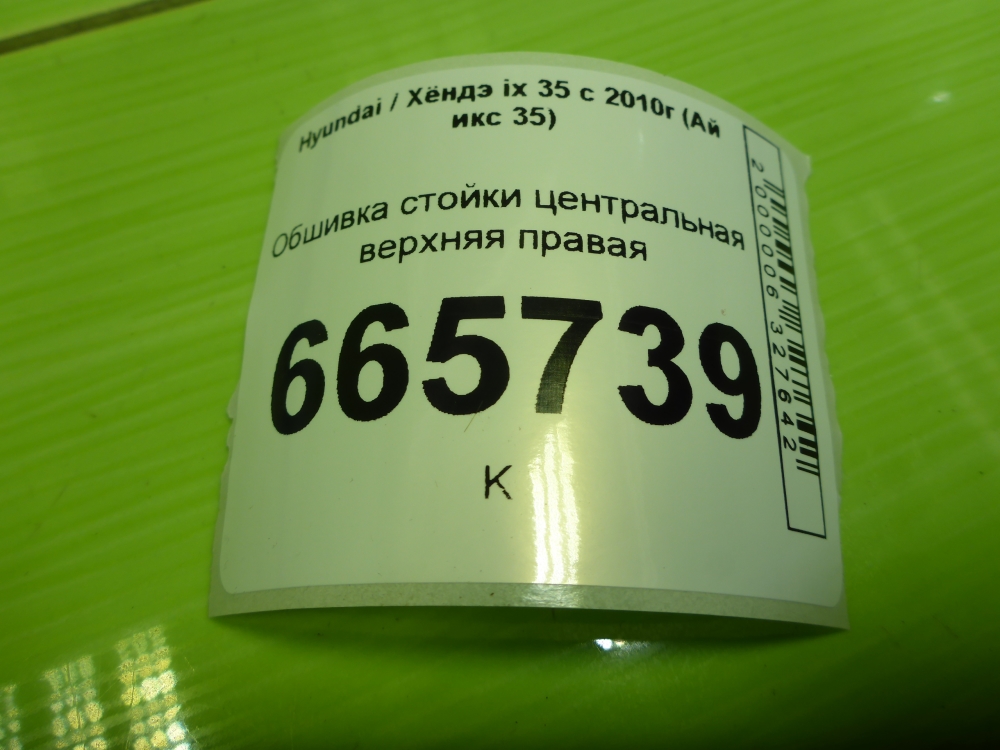 Hyundai / Хёндэ ix 35 с 2010г (Ай
икс 35)
Обшивка стойки центральная
верхняя правая
665739
К
2000006327642